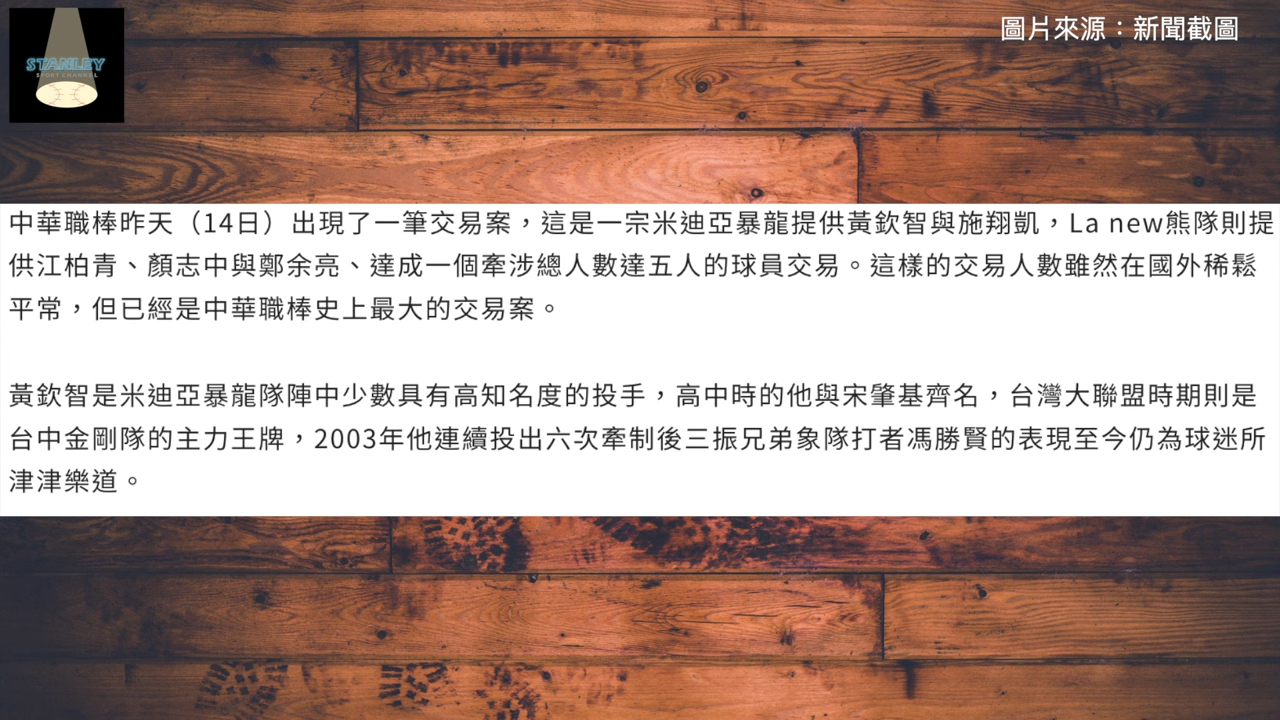 STANLEY
SPORT CHANNEL
圖片來源：新聞截圖
中華職棒昨天（14日）出現了一筆交易案，這是一宗米迪亞暴龍提供黃欽智與施翔凱，La new熊隊則提
供江柏青、顏志中與鄭余亮、達成一個牽涉總人數達五人的球員交易。這樣的交易人數雖然在國外稀鬆
平常，但已經是中華職棒史上最大的交易案。
黃欽智是米迪亞暴龍隊陣中少數具有高知名度的投手，高中時的他與宋肇基齊名，台灣大聯盟時期則是
台中金剛隊的主力王牌，2003年他連續投出六次牽制後三振兄弟象隊打者馮勝賢的表現至今仍為球迷所
津津樂道。